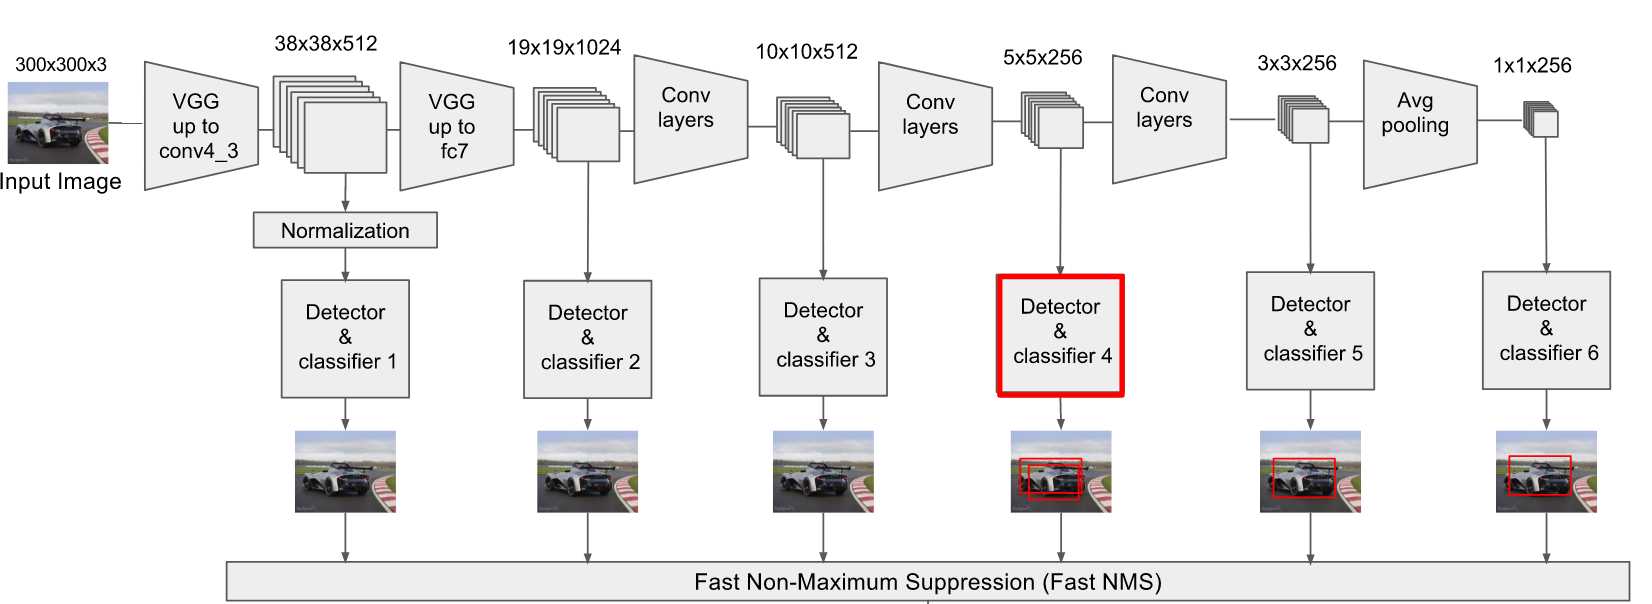 300x300x3
38x38x512
19x19x1024
10x10x512
5x5x256
3x3x256
1x1x256
Input Image
VGG
up to
conv4_3
VGG
up to
fc7
Conv
layers
Conv
layers
Conv
layers
Avg
pooling
Normalization
Detector
&
classifier 1
Detector
&
classifier 2
Detector
&
classifier 3
Detector
&
classifier 4
Detector
&
classifier 5
Detector
&
classifier 6
Fast Non-Maximum Suppression (Fast NMS)